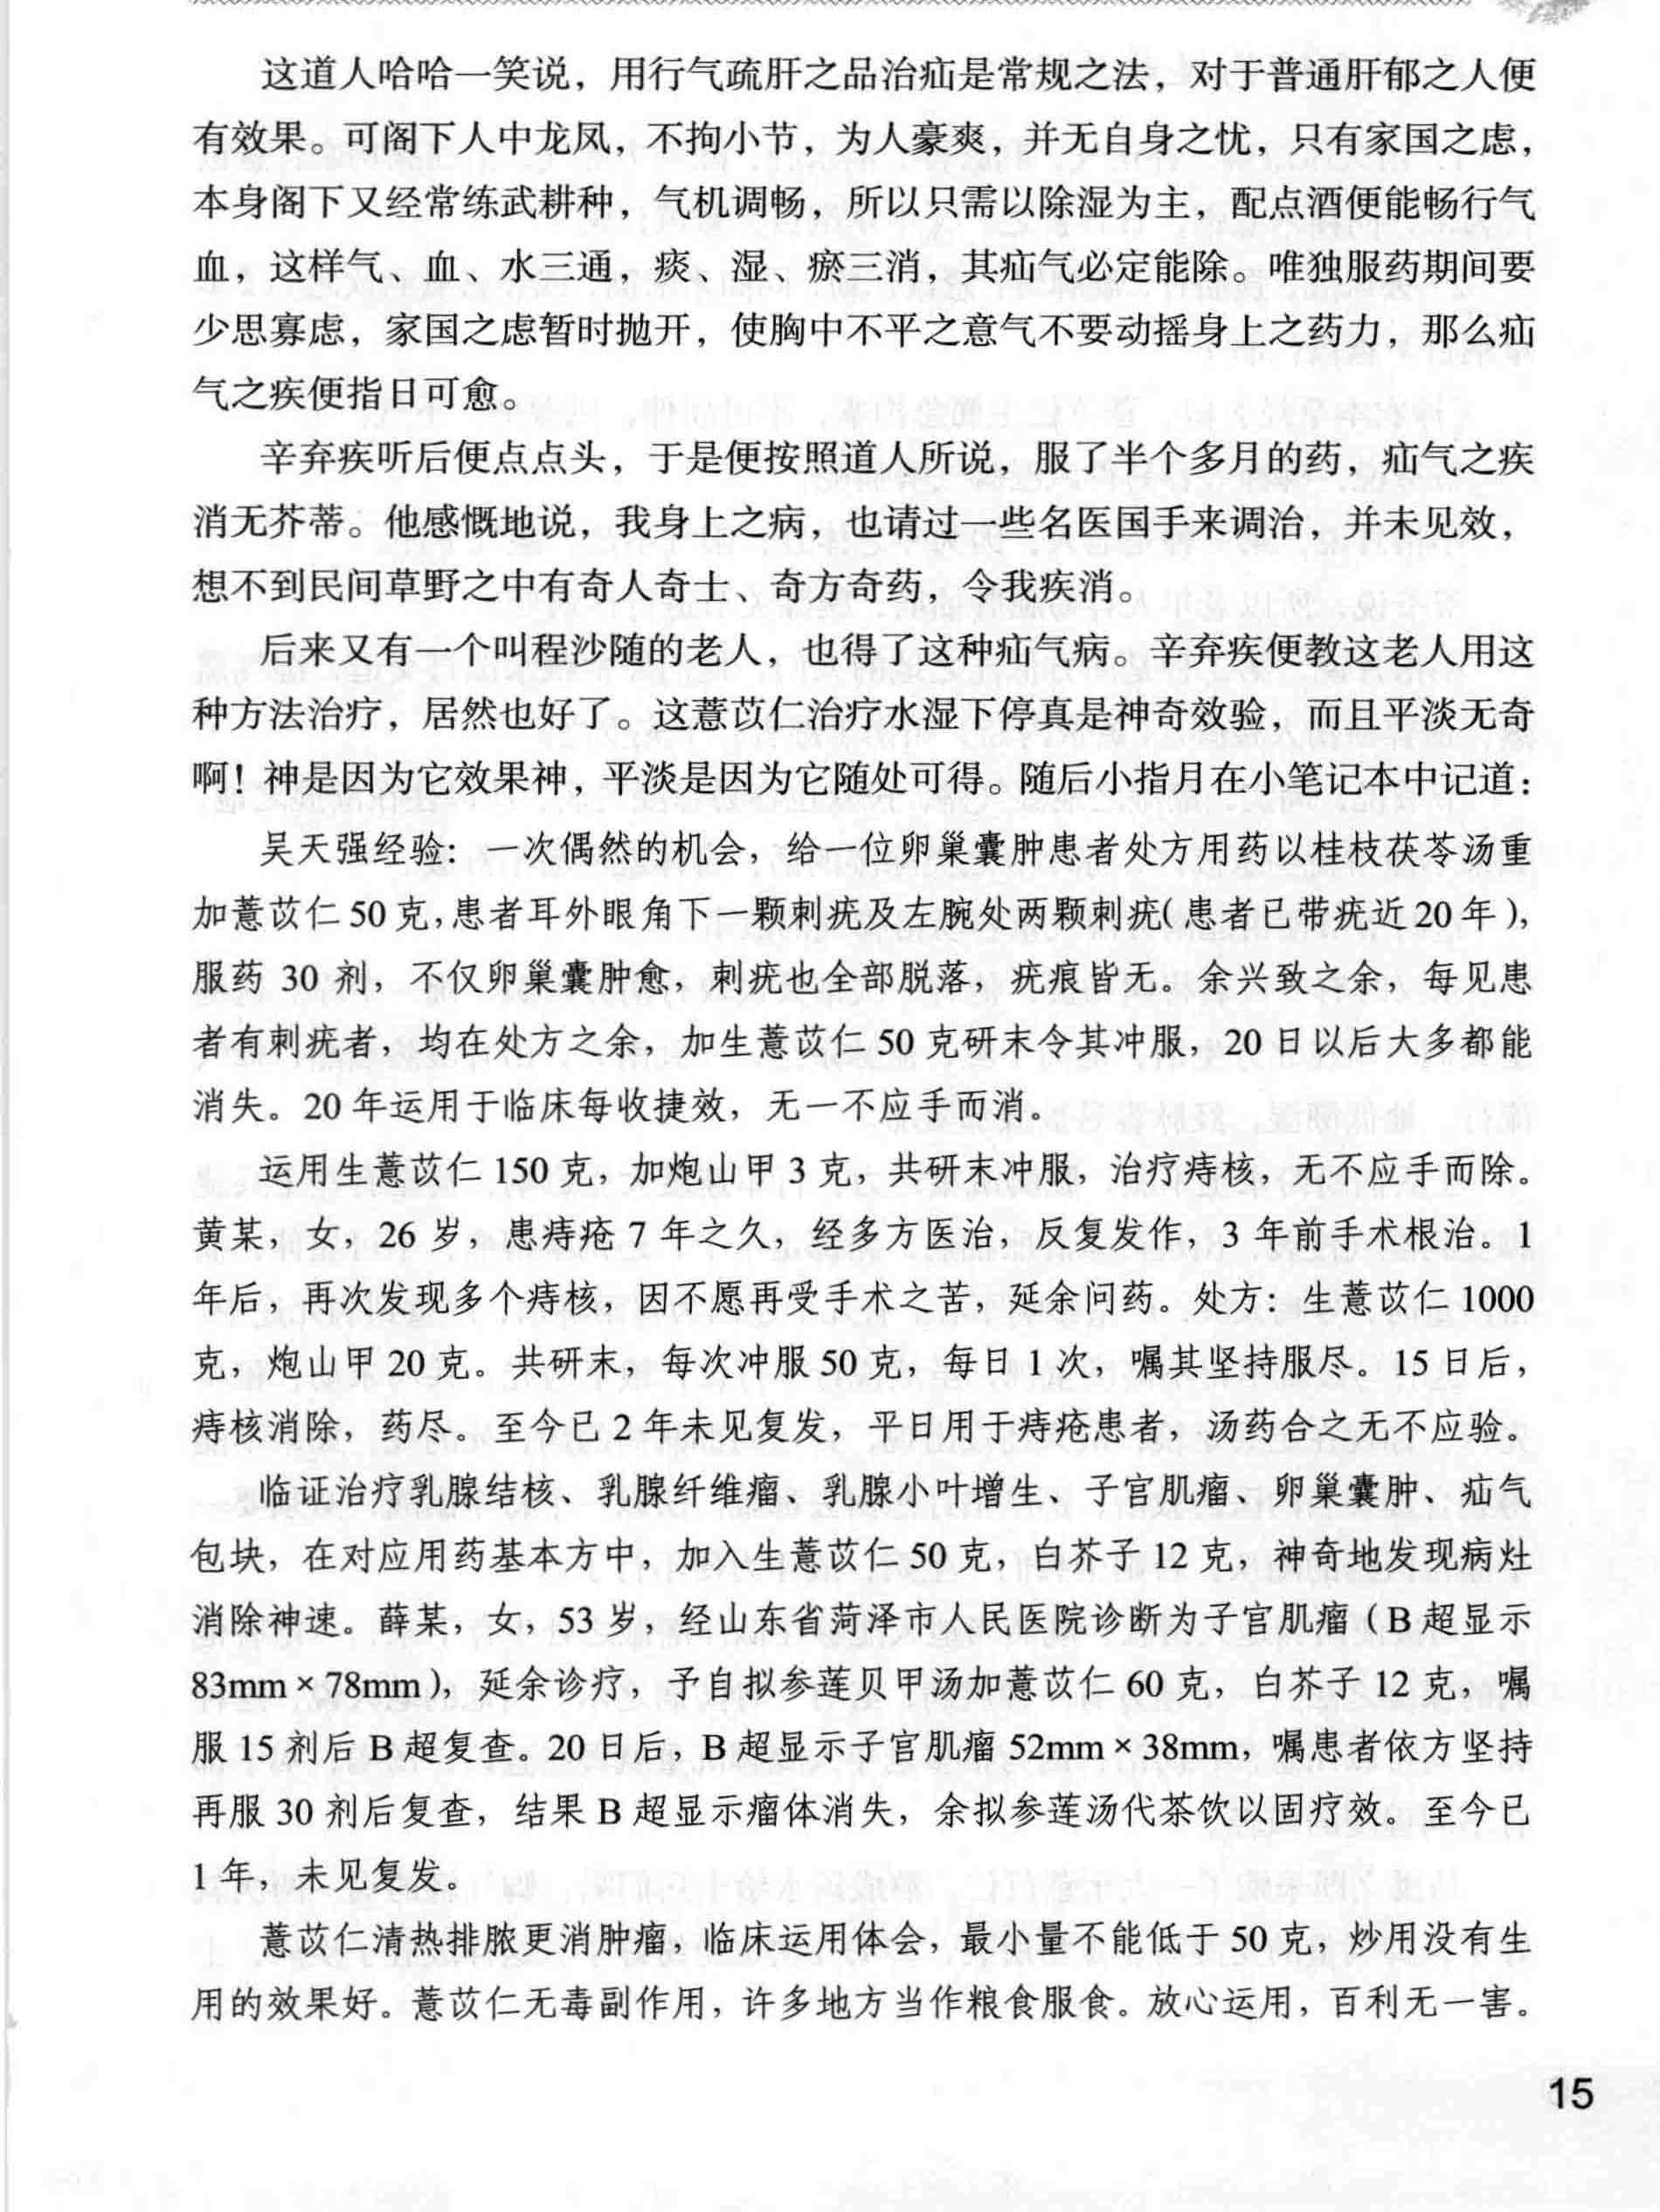 这道人哈哈一笑说，用行气疏肝之品治疝是常规之法，对于普通肝郁之人便
有效果。可阁下人中龙凤，不拘小节，为人豪爽，并无自身之忧，只有家国之虑，
本身阁下又经常练武耕种，气机调畅，所以只需以除湿为主，配点酒便能畅行气
血，这样气、血、水三通，痰、湿、瘀三消，其疝气必定能除。唯独服药期间要
少思寡虑，家国之虑暂时抛开，使胸中不平之意气不要动摇身上之药力，那么疝
气之疾便指日可愈。
辛弃疾听后便点点头，于是便按照道人所说，服了半个多月的药，疝气之疾
消无芥蒂。他感慨地说，我身上之病，也请过一些名医国手来调治，并未见效，
想不到民间草野之中有奇人奇士、奇方奇药，令我疾消。
后来又有一个叫程沙随的老人，也得了这种疝气病。辛弃疾便教这老人用这
种方法治疗，居然也好了。这薏苡仁治疗水湿下停真是神奇效验，而且平淡无奇
啊！神是因为它效果神，平淡是因为它随处可得。随后小指月在小笔记本中记道：
吴天强经验：一次偶然的机会，给一位卵巢囊肿患者处方用药以桂枝茯苓汤重
加薏苡仁50克，患者耳外眼角下一颗刺疣及左腕处两颗刺疣（患者已带疣近20年），
服药 30 剂，不仅卵巢囊肿愈，刺疣也全部脱落，疣痕皆无。余兴致之余，每见患
者有刺疣者，均在处方之余，加生薏苡仁 50 克研末令其冲服，20 日以后大多都能
消失。20 年运用于临床每收捷效，无一不应手而消。
运用生薏苡仁 150 克，加炮山甲 3 克，共研末冲服，治疗痔核，无不应手而除。
黄某，女，26 岁，患痔疮 7 年之久，经多方医治，反复发作，3 年前手术根治。1
年后，再次发现多个痔核，因不愿再受手术之苦，延余问药。处方：生薏苡仁 1000
克，炮山甲 20 克。共研末，每次冲服 50 克，每日 1 次，嘱其坚持服尽。15 日后，
痔核消除，药尽。至今已 2 年未见复发，平日用于痔疮患者，汤药合之无不应验。
临证治疗乳腺结核、乳腺纤维瘤、乳腺小叶增生、子宫肌瘤、卵巢囊肿、疝气
包块，在对应用药基本方中，加入生薏苡仁 50 克，白芥子 12 克，神奇地发现病灶
消除神速。薛某，女，53 岁，经山东省菏泽市人民医院诊断为子宫肌瘤（B 超显示
83mm × 78mm），延余诊疗，予自拟参莲贝甲汤加薏苡仁 60 克，白芥子 12 克，嘱
服 15 剂后 B 超复查。20 日后，B 超显示子宫肌瘤 52mm × 38mm，嘱患者依方坚持
再服 30 剂后复查，结果 B 超显示瘤体消失，余拟参莲汤代茶饮以固疗效。至今已
1 年，未见复发。
薏苡仁清热排脓更消肿瘤，临床运用体会，最小量不能低于 50 克，炒用没有生
用的效果好。薏苡仁无毒副作用，许多地方当作粮食服食。放心运用，百利无一害。
15